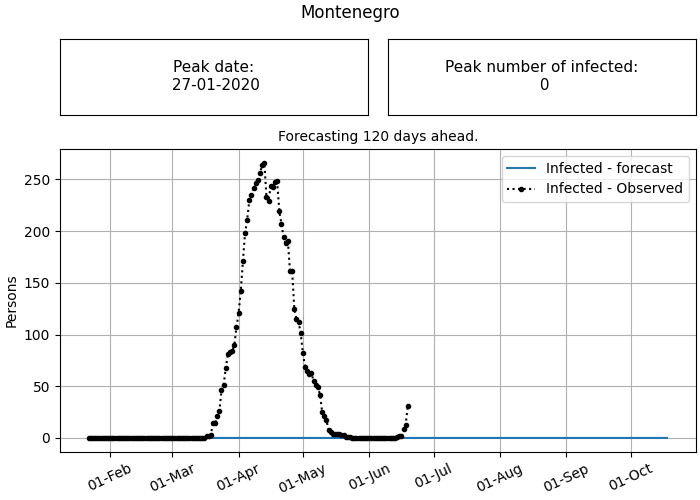 Montenegro
Peak date:
27-01-2020
Peak number of infected:
0
Forecasting 120 days ahead.
Infected - forecast
Infected - Observed
Persons
250
200
150
100
50
0
01-Feb
01-Mar
01-Apr
01-May
01-Jun
01-Jul
01-Aug
01-Sep
01-Oct